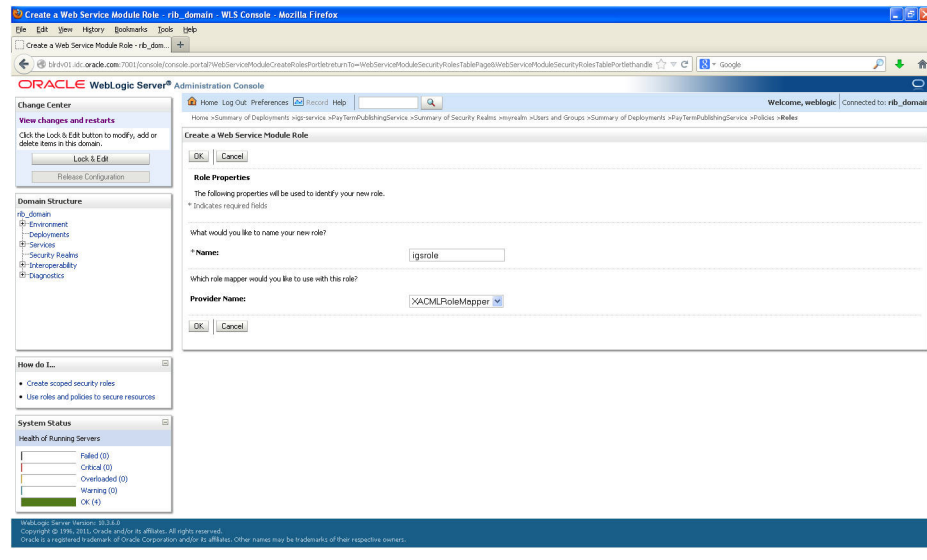 Create a Web Service Module Role - rib_domain - WLS Console - Mozilla Firefox
File Edit View History Bookmarks Tools Help
Create a Web Service Module Role - rib_dom... +
birdv01.idc.oracle.com:7001/console/console.portal?WebServiceModuleCreateRolesPortletreturnTo=WebServiceModuleSecurityRolesTablePage&WebServiceModuleSecurityRolesTablePortlethandle
Google
ORACLE WebLogic Server® Administration Console
Change Center
View changes and restarts
Click the Lock & Edit button to modify, add or
delete items in this domain.
Lock & Edit
Release Configuration
Domain Structure
rib_domain
Environment
Deployments
Services
Security Realms
Interoperability
Diagnostics
How do I...
Create scoped security roles
Use roles and policies to secure resources
System Status
Health of Running Servers
Failed (0)
Critical (0)
Overloaded (0)
Warning (0)
OK (4)
Home Log Out Preferences Record Help
Welcome, weblogic Connected to: rib_domain
Home >Summary of Deployments >igs-service >PayTermPublishingService >Summary of Security Realms >myrealm >Users and Groups >Summary of Deployments >PayTermPublishingService >Policies >Roles
Create a Web Service Module Role
OK Cancel
Role Properties
The following properties will be used to identify your new role.
* Indicates required fields
What would you like to name your new role?
* Name: igsrole
Which role mapper would you like to use with this role?
Provider Name: XACMLRoleMapper
OK Cancel
WebLogic Server Version: 10.3.6.0
Copyright © 1996, 2011, Oracle and/or its affiliates. All rights reserved.
Oracle is a registered trademark of Oracle Corporation and/or its affiliates. Other names may be trademarks of their respective owners.